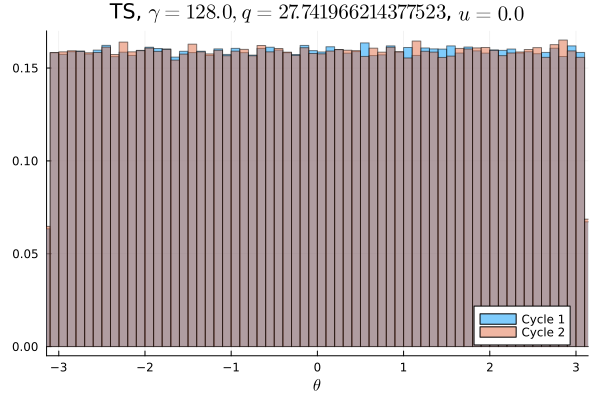 TS, γ = 128.0, q = 27.741966214377523, u = 0.0
0.15
0.10
0.05
0.00
−3 −2 −1 0 1 2 3
θ
Cycle 1
Cycle 2